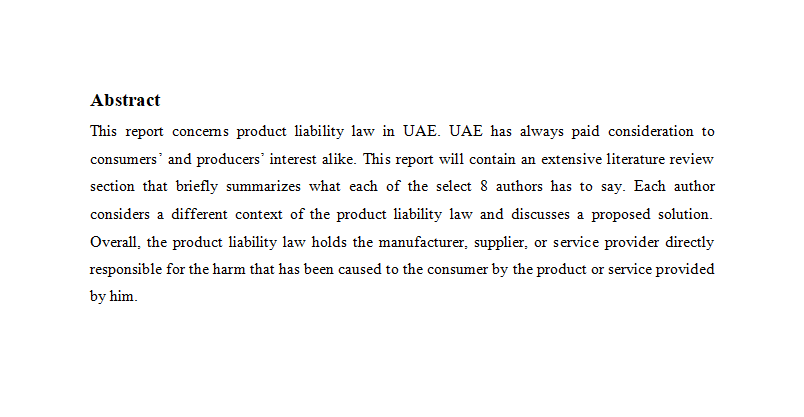 Abstract
This report concerns product liability law in UAE. UAE has always paid consideration to
consumers’ and producers’ interest alike. This report will contain an extensive literature review
section that briefly summarizes what each of the select 8 authors has to say. Each author
considers a different context of the product liability law and discusses a proposed solution.
Overall, the product liability law holds the manufacturer, supplier, or service provider directly
responsible for the harm that has been caused to the consumer by the product or service provided
by him.